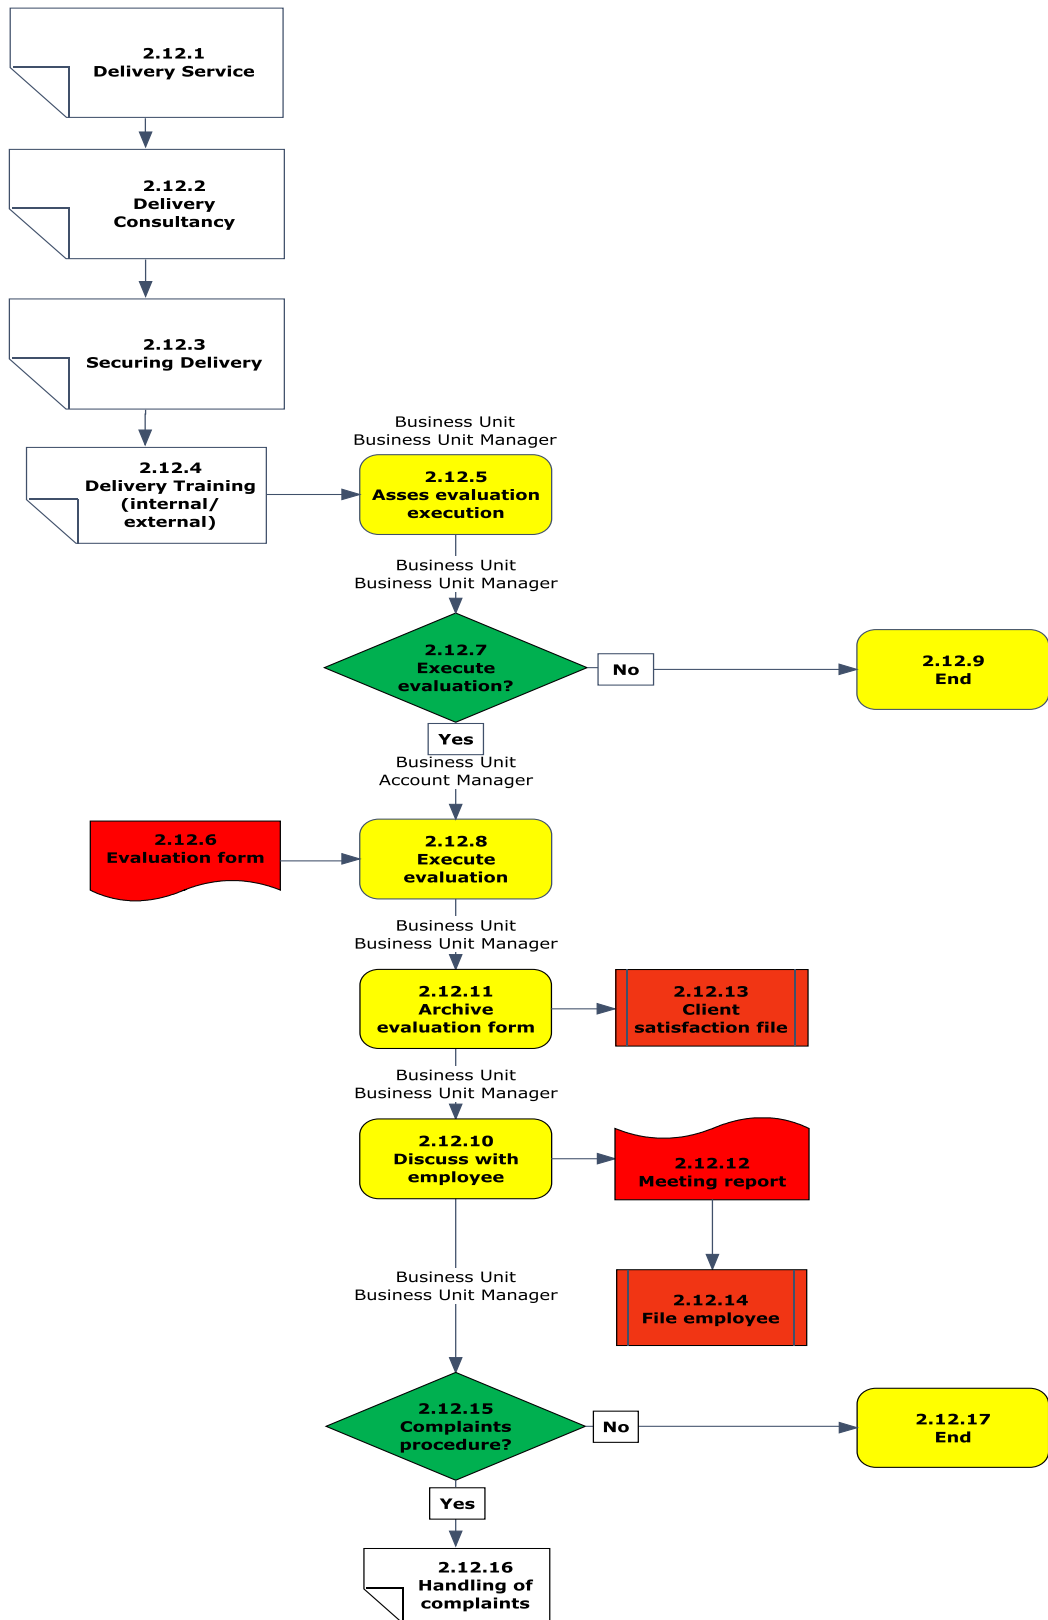 2.12.1
Delivery Service
2.12.2
Delivery
Consultancy
2.12.3
Securing Delivery
2.12.4
Delivery Training
(internal/
external)
Business Unit
Business Unit Manager
2.12.5
Asses evaluation
execution
Business Unit
Business Unit Manager
2.12.7
Execute
evaluation?
No
2.12.9
End
Yes
Business Unit
Account Manager
2.12.6
Evaluation form
2.12.8
Execute
evaluation
Business Unit
Business Unit Manager
2.12.11
Archive
evaluation form
2.12.13
Client
satisfaction file
Business Unit
Business Unit Manager
2.12.10
Discuss with
employee
2.12.12
Meeting report
Business Unit
Business Unit Manager
2.12.14
File employee
2.12.15
Complaints
procedure?
No
2.12.17
End
Yes
2.12.16
Handling of
complaints